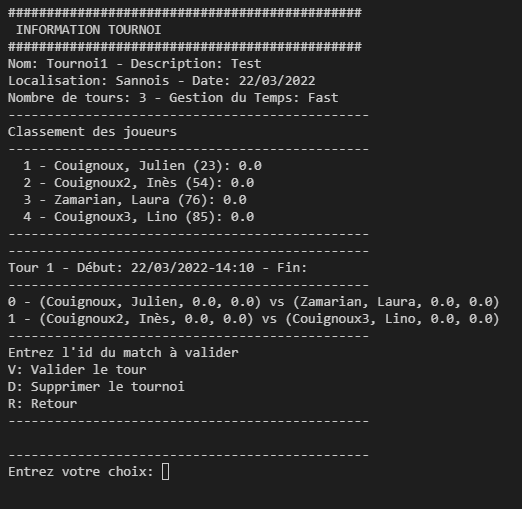 ##############################################
INFORMATION TOURNOI
##############################################
Nom: Tournoi1 - Description: Test
Localisation: Sannois - Date: 22/03/2022
Nombre de tours: 3 - Gestion du Temps: Fast
-----------------------------------------------
Classement des joueurs
-----------------------------------------------
1 - Couignoux, Julien (23): 0.0
2 - Couignoux2, Inès (54): 0.0
3 - Zamarian, Laura (76): 0.0
4 - Couignoux3, Lino (85): 0.0
-----------------------------------------------
-----------------------------------------------
Tour 1 - Début: 22/03/2022-14:10 - Fin:
-----------------------------------------------
0 - (Couignoux, Julien, 0.0, 0.0) vs (Zamarian, Laura, 0.0, 0.0)
1 - (Couignoux2, Inès, 0.0, 0.0) vs (Couignoux3, Lino, 0.0, 0.0)
-----------------------------------------------
Entrez l'id du match à valider
V: Valider le tour
D: Supprimer le tournoi
R: Retour
-----------------------------------------------
-----------------------------------------------
Entrez votre choix: